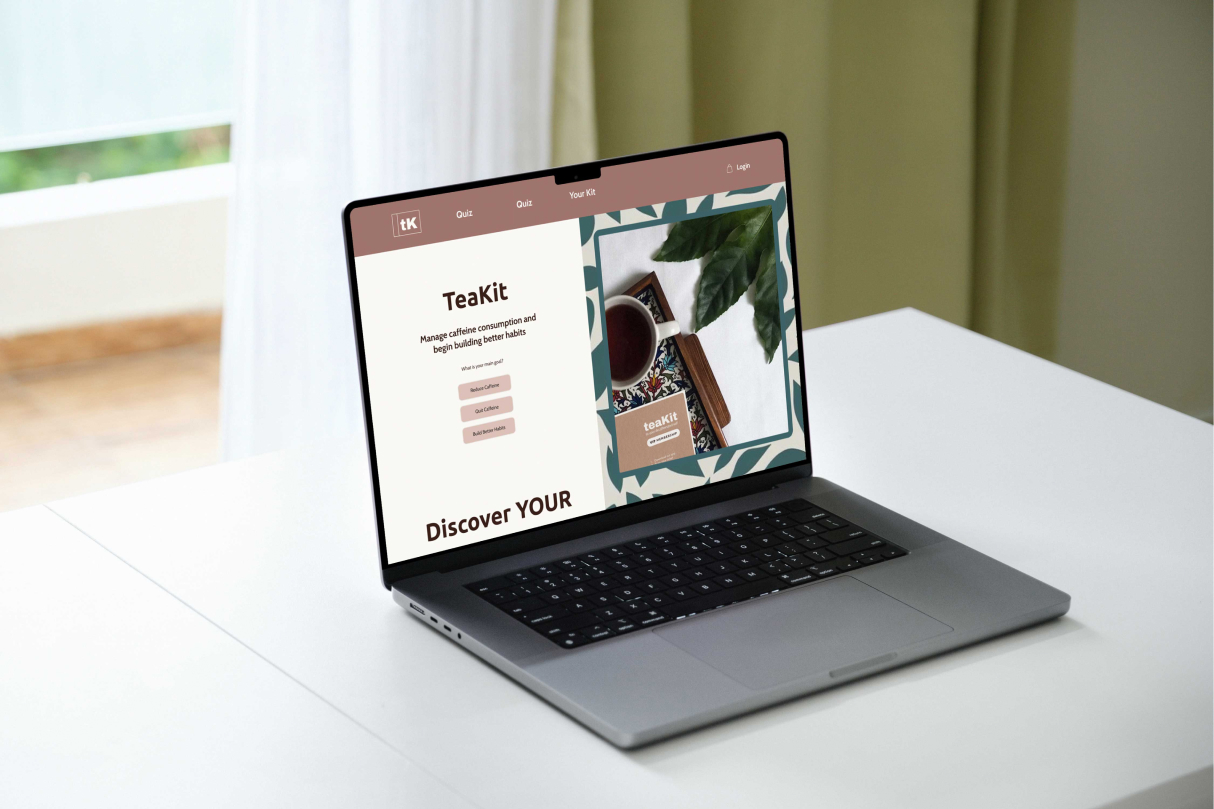 tK
Quiz
Quiz
Your Kit
Login
TeaKit
Manage caffeine consumption and
begin building better habits
What is your main goal?
Reduce Caffeine
Quit Caffeine
Build Better Habits
Discover YOUR
teaKit